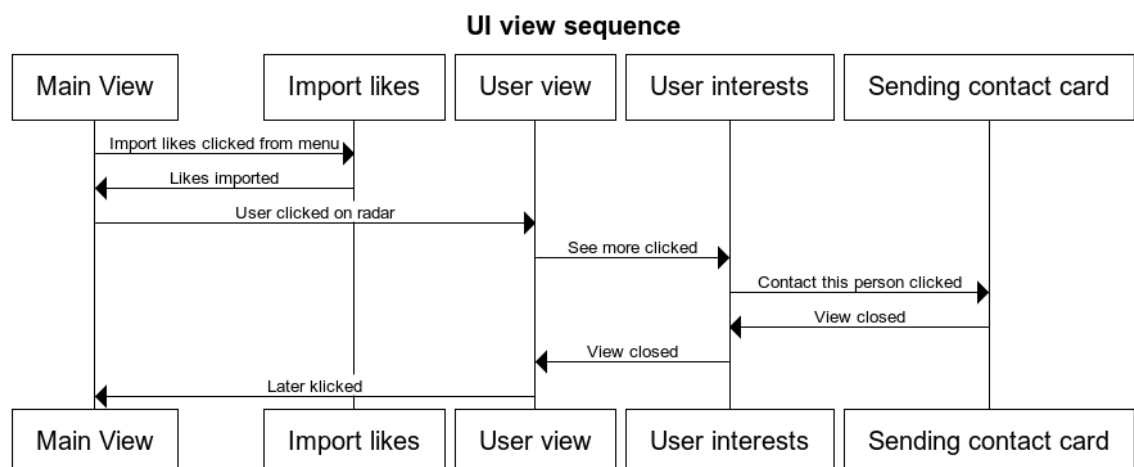 UI view sequence
Main View
Import likes
User view
User interests
Sending contact card
Import likes clicked from menu
Likes imported
User clicked on radar
See more clicked
Contact this person clicked
View closed
View closed
Later klicked
Main View
Import likes
User view
User interests
Sending contact card